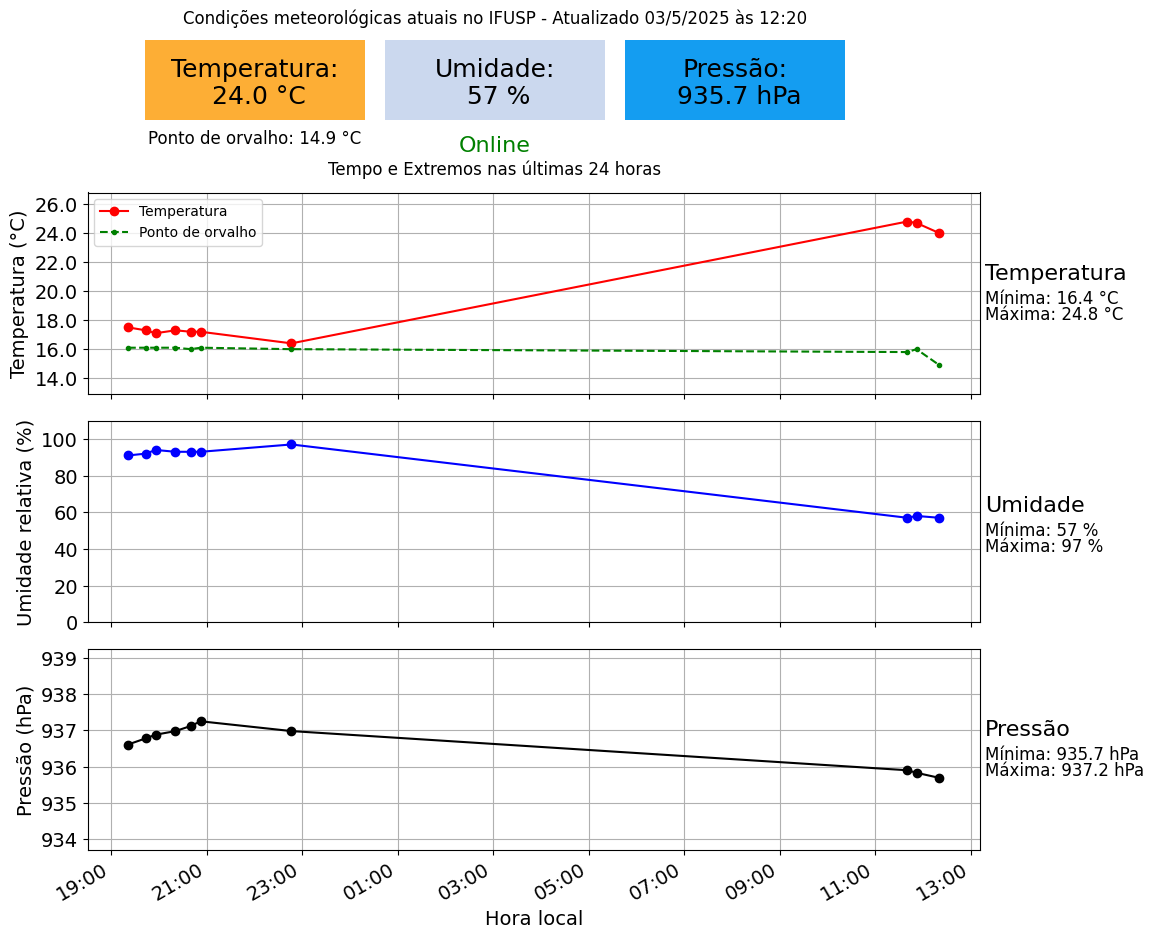 Condições meteorológicas atuais no IFUSP - Atualizado 03/5/2025 às 12:20
Temperatura:
24.0 °C
Umidade:
57 %
Pressão:
935.7 hPa
Ponto de orvalho: 14.9 °C
Online
Tempo e Extremos nas últimas 24 horas
Temperatura (°C)
26.0
24.0
22.0
20.0
18.0
16.0
14.0
Temperatura
Ponto de orvalho
Temperatura
Mínima: 16.4 °C
Máxima: 24.8 °C
Umidade relativa (%)
100
80
60
40
20
0
Umidade
Mínima: 57 %
Máxima: 97 %
Pressão (hPa)
939
938
937
936
935
934
Pressão
Mínima: 935.7 hPa
Máxima: 937.2 hPa
19:00 21:00 23:00 01:00 03:00 05:00 07:00 09:00 11:00 13:00
Hora local